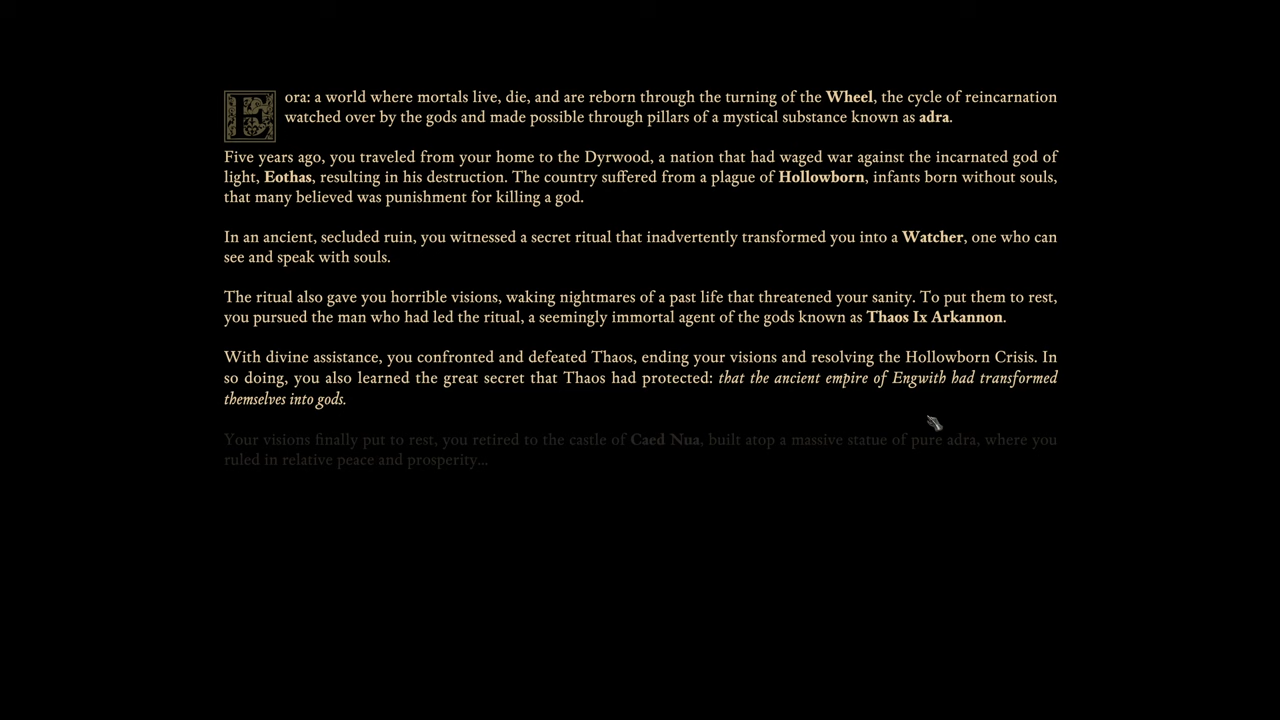 Eora: a world where mortals live, die, and are reborn through the turning of the Wheel, the cycle of reincarnation
watched over by the gods and made possible through pillars of a mystical substance known as adra.
Five years ago, you traveled from your home to the Dyrwood, a nation that had waged war against the incarnated god of
light, Eothas, resulting in his destruction. The country suffered from a plague of Hollowborn, infants born without souls,
that many believed was punishment for killing a god.
In an ancient, secluded ruin, you witnessed a secret ritual that inadvertently transformed you into a Watcher, one who can
see and speak with souls.
The ritual also gave you horrible visions, waking nightmares of a past life that threatened your sanity. To put them to rest,
you pursued the man who had led the ritual, a seemingly immortal agent of the gods known as Thaos Ix Arkannon.
With divine assistance, you confronted and defeated Thaos, ending your visions and resolving the Hollowborn Crisis. In
so doing, you also learned the great secret that Thaos had protected: that the ancient empire of Engwith had transformed
themselves into gods.
Your visions finally put to rest, you retired to the castle of Caed Nua, built atop a massive statue of pure adra, where you
ruled in relative peace and prosperity...